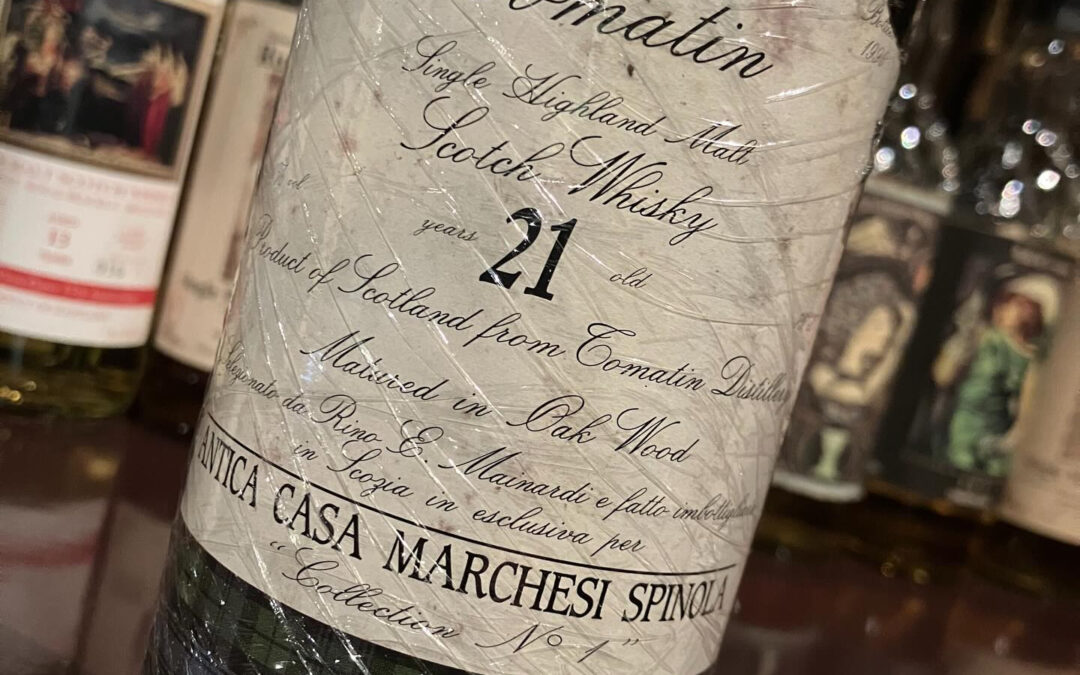 Single Highland Malt
Scotch Whisky
years 21 old
Product of Scotland from Tomatin Distillery
Matured in Oak Wood
Selezionato da Rino E. Mainardi e fatto imbottigliare
in Scozia in esclusiva per
ANTICA CASA MARCHESI SPINOLA
"Collection N° 1"